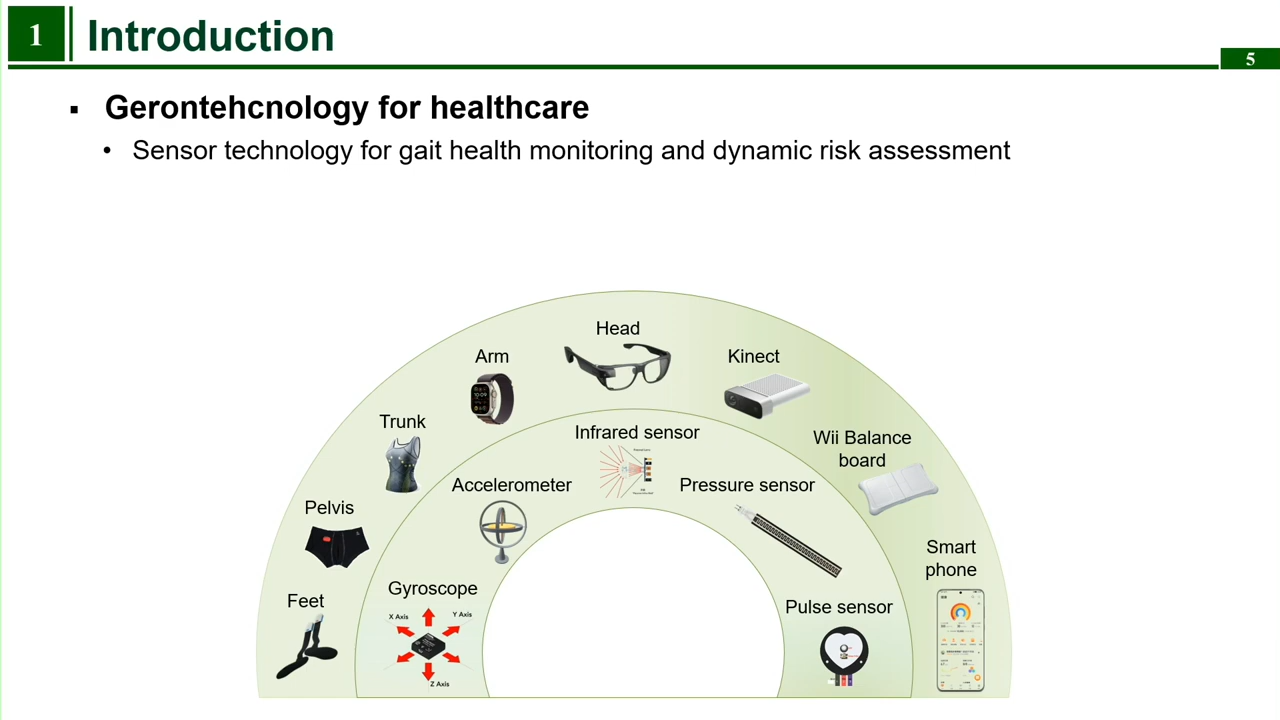 1 Introduction
5
▪ Gerontehcnology for healthcare
• Sensor technology for gait health monitoring and dynamic risk assessment
Head
Arm
Kinect
Trunk
Infrared sensor
Wii Balance
board
Accelerometer
Pressure sensor
Pelvis
Smart
phone
Gyroscope
Feet
Pulse sensor
X Axis
Y Axis
Z Axis
10:09